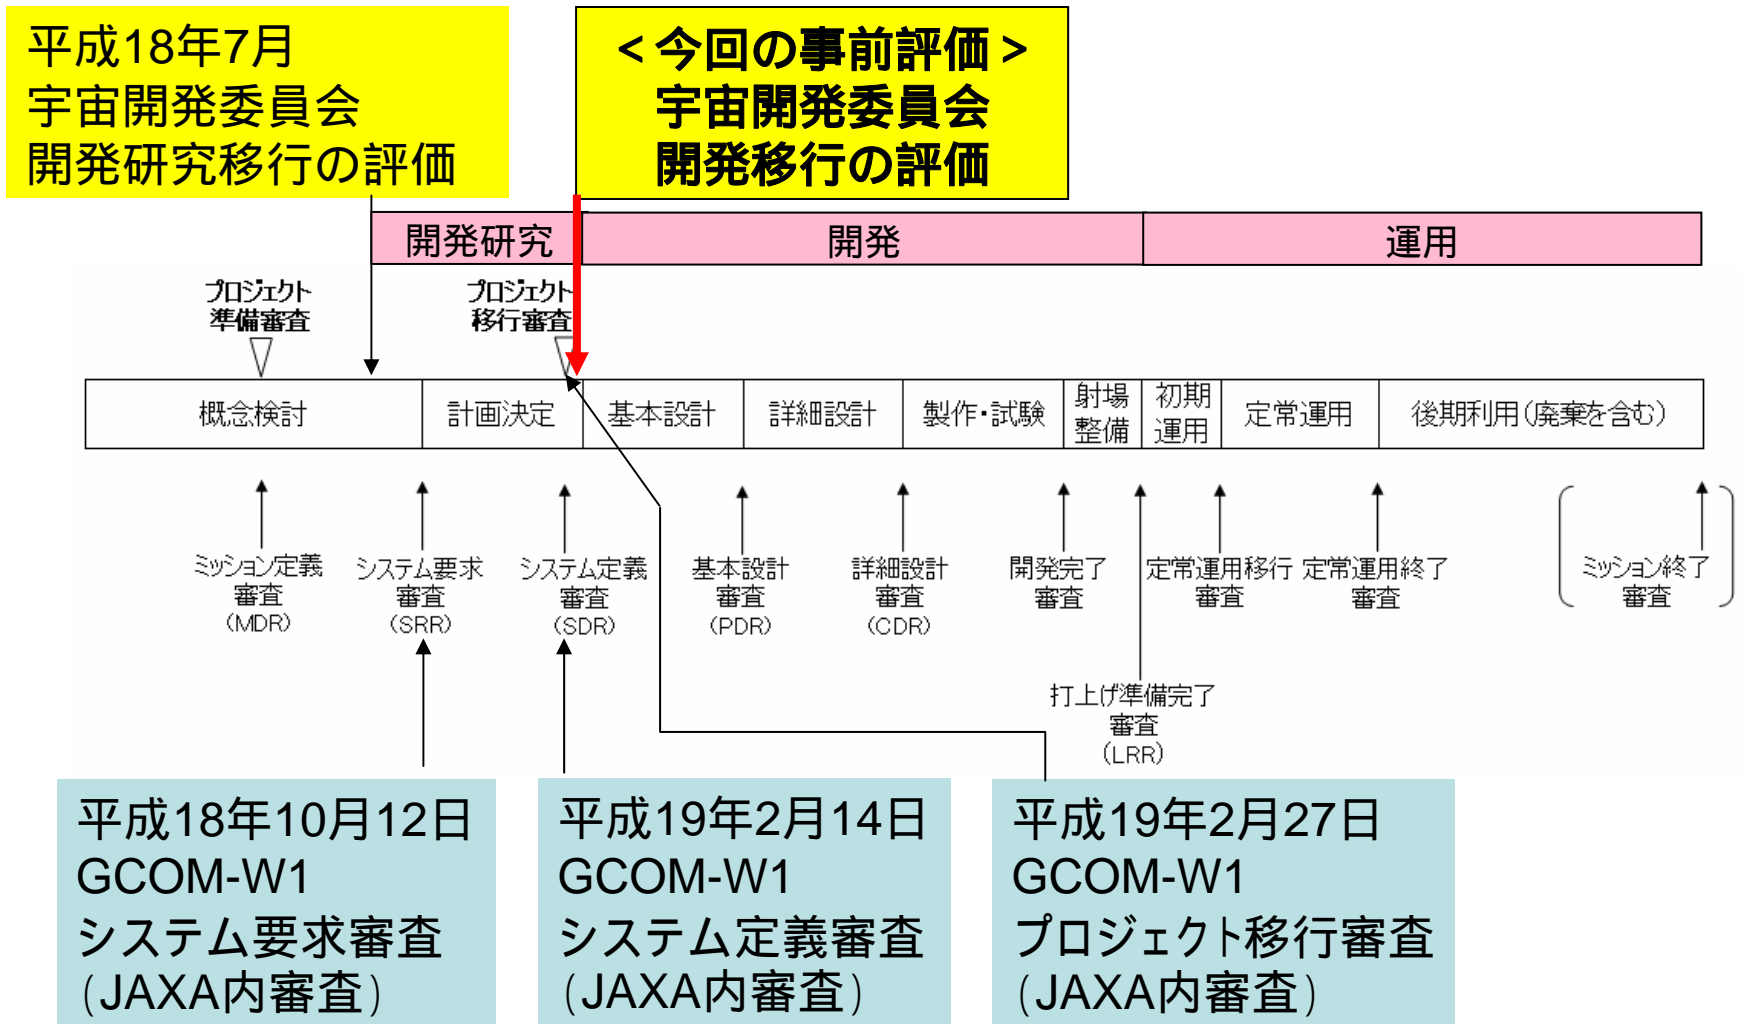 平成18年7月
宇宙開発委員会
開発研究移行の評価
<今回の事前評価>
宇宙開発委員会
開発移行の評価
開発研究
開発
運用
プロジェクト
準備審査
プロジェクト
移行審査
概念検討
計画決定
基本設計
詳細設計
製作・試験
射場
整備
初期
運用
定常運用
後期利用(廃棄を含む)
ミッション定義
審査
(MDR)
システム要求
審査
(SRR)
システム定義
審査
(SDR)
基本設計
審査
(PDR)
詳細設計
審査
(CDR)
開発完了
審査
定常運用移行
審査
定常運用終了
審査
ミッション終了
審査
打上げ準備完了
審査
(LRR)
平成18年10月12日
GCOM-W1
システム要求審査
(JAXA内審査)
平成19年2月14日
GCOM-W1
システム定義審査
(JAXA内審査)
平成19年2月27日
GCOM-W1
プロジェクト移行審査
(JAXA内審査)